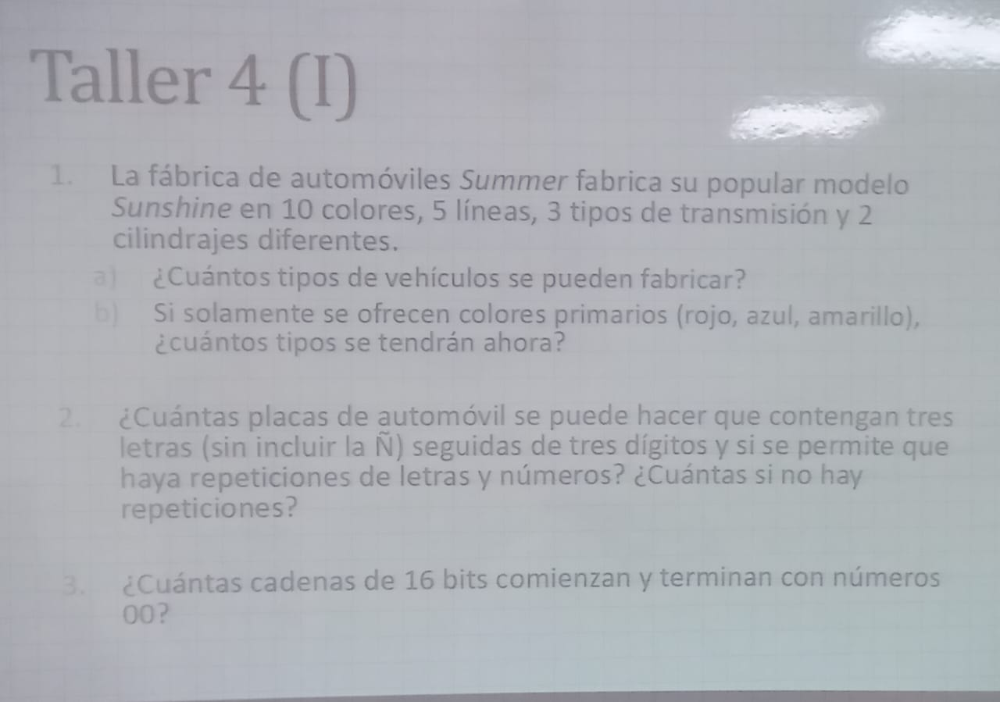 Taller 4 (I)
1. La fábrica de automóviles Summer fabrica su popular modelo
Sunshine en 10 colores, 5 líneas, 3 tipos de transmisión y 2
cilindrajes diferentes.
a) ¿Cuántos tipos de vehículos se pueden fabricar?
b) Si solamente se ofrecen colores primarios (rojo, azul, amarillo),
¿cuántos tipos se tendrán ahora?
2. ¿Cuántas placas de automóvil se puede hacer que contengan tres
letras (sin incluir la Ñ) seguidas de tres dígitos y si se permite que
haya repeticiones de letras y números? ¿Cuántas si no hay
repeticiones?
3. ¿Cuántas cadenas de 16 bits comienzan y terminan con números
00?